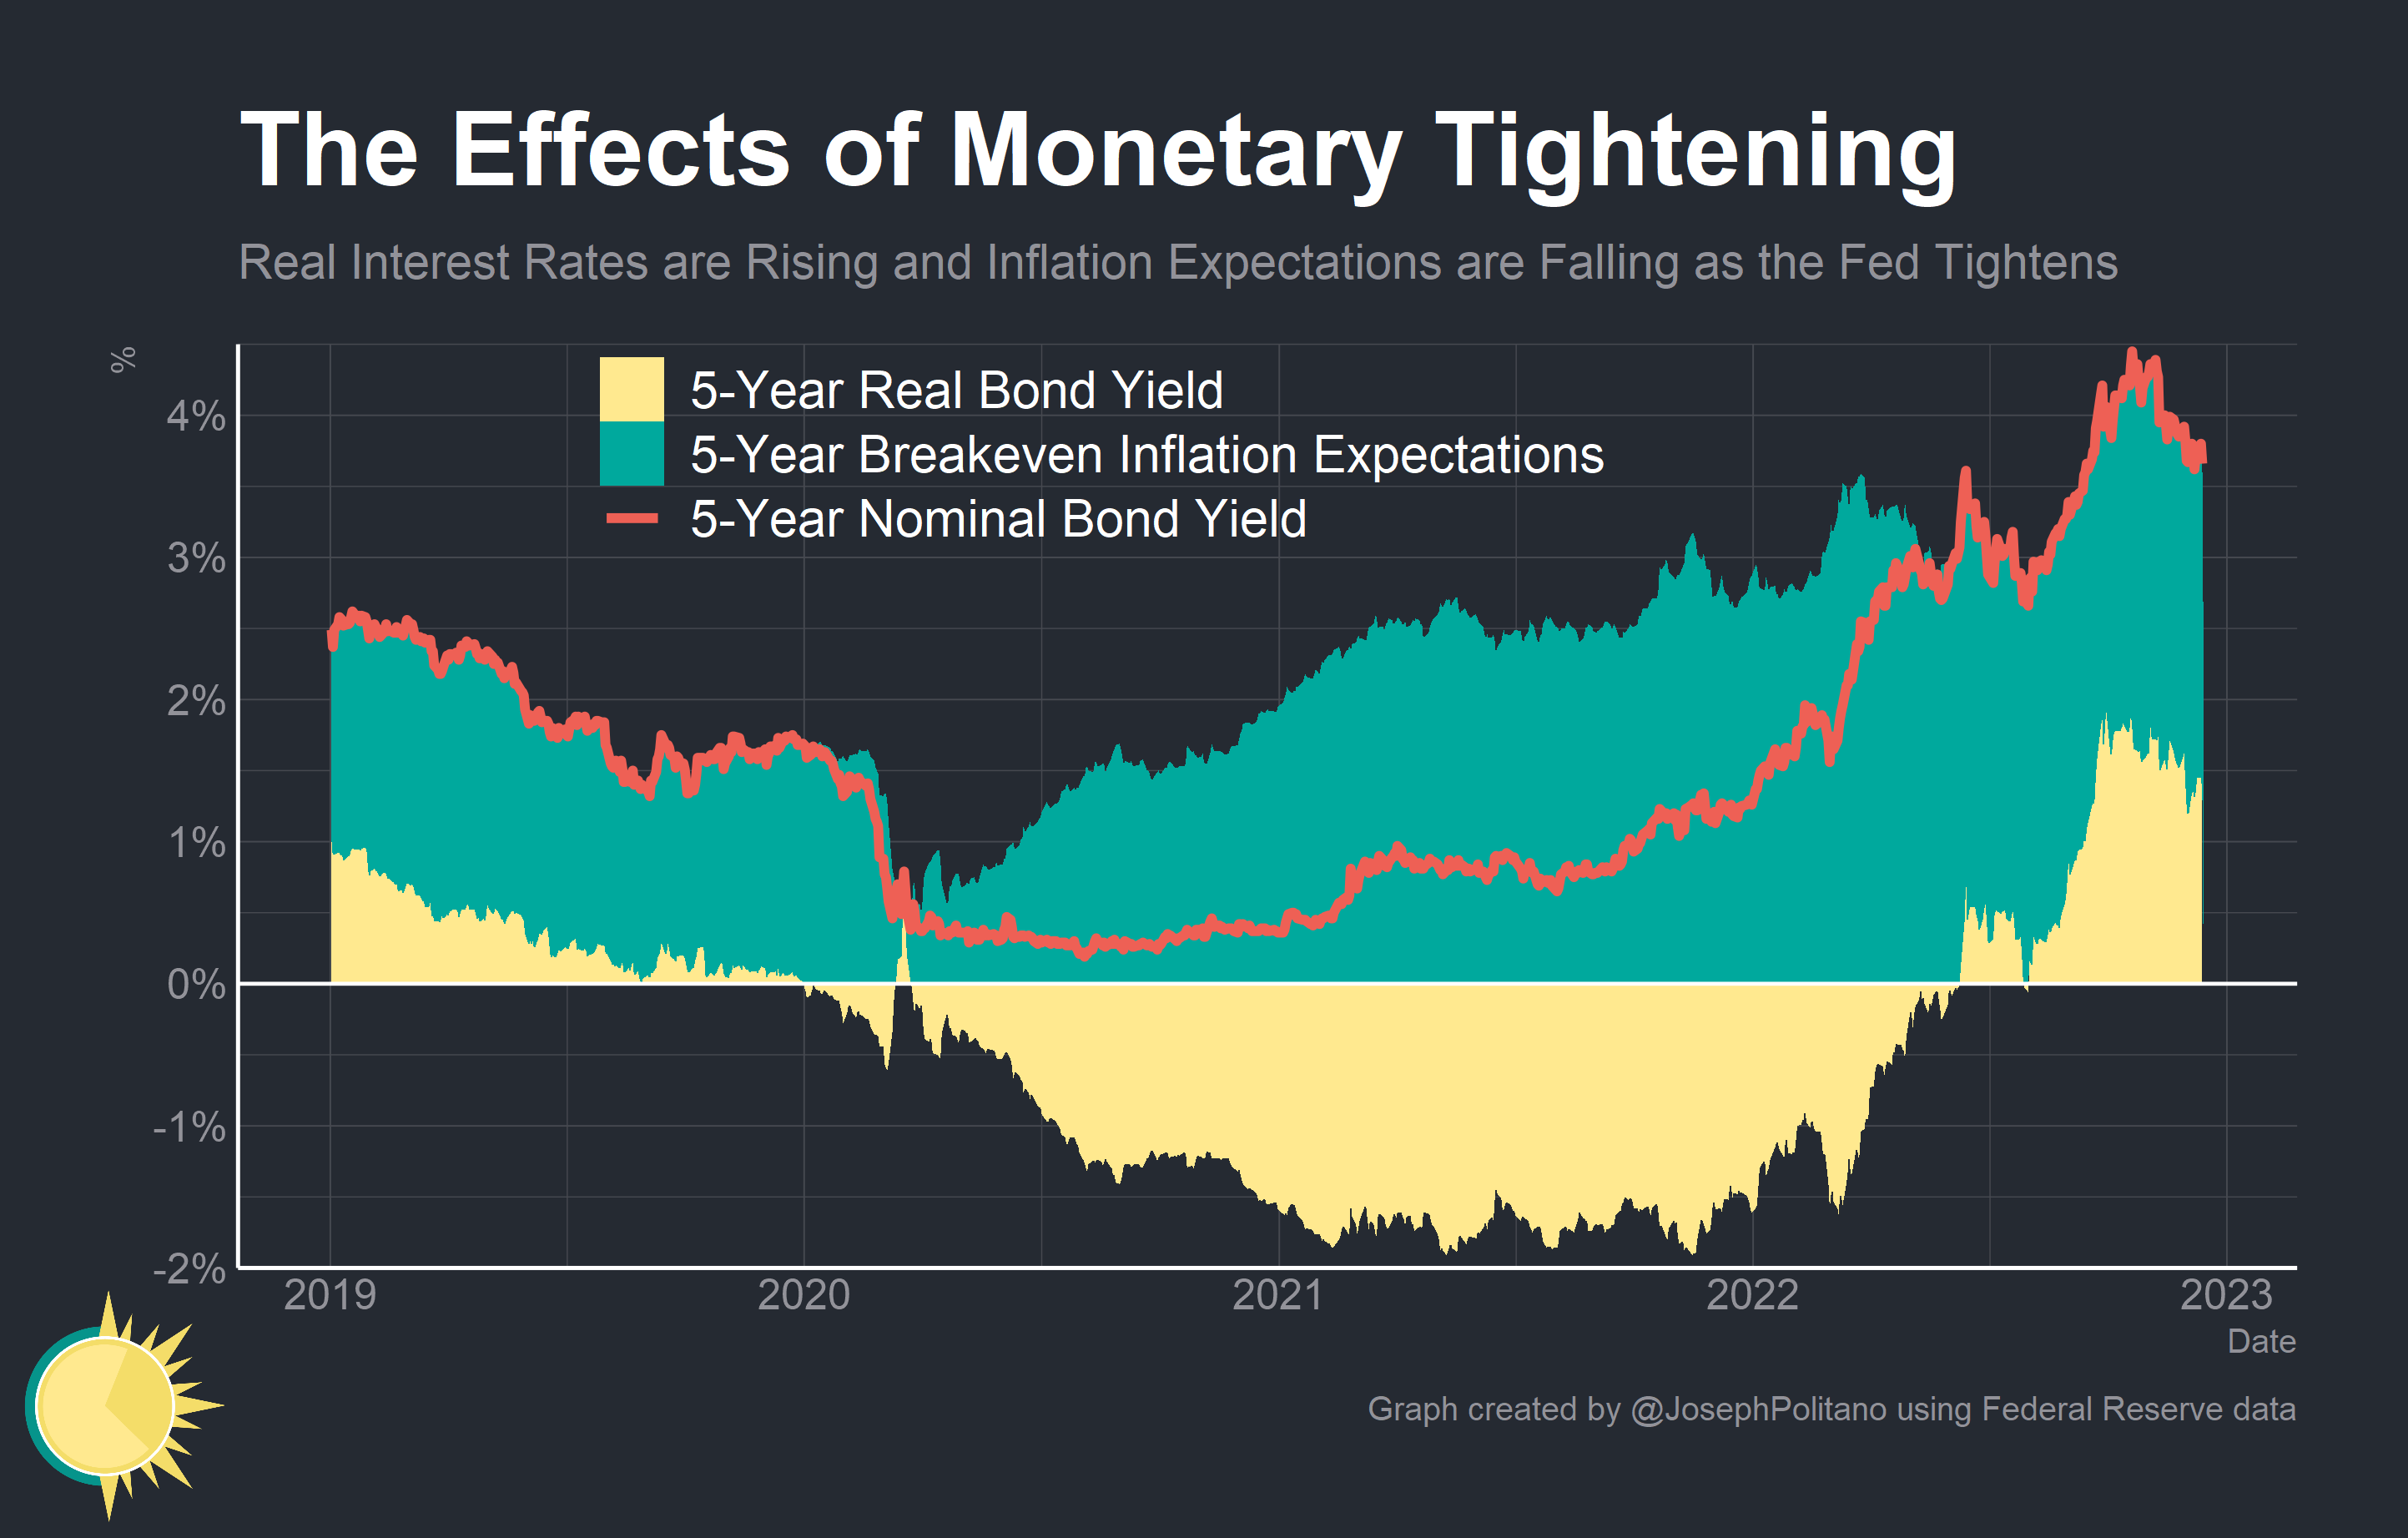 The Effects of Monetary Tightening
Real Interest Rates are Rising and Inflation Expectations are Falling as the Fed Tightens
%
5-Year Real Bond Yield
5-Year Breakeven Inflation Expectations
5-Year Nominal Bond Yield
4%
3%
2%
1%
0%
-1%
-2%
2019 2020 2021 2022 2023
Date
Graph created by @JosephPolitano using Federal Reserve data